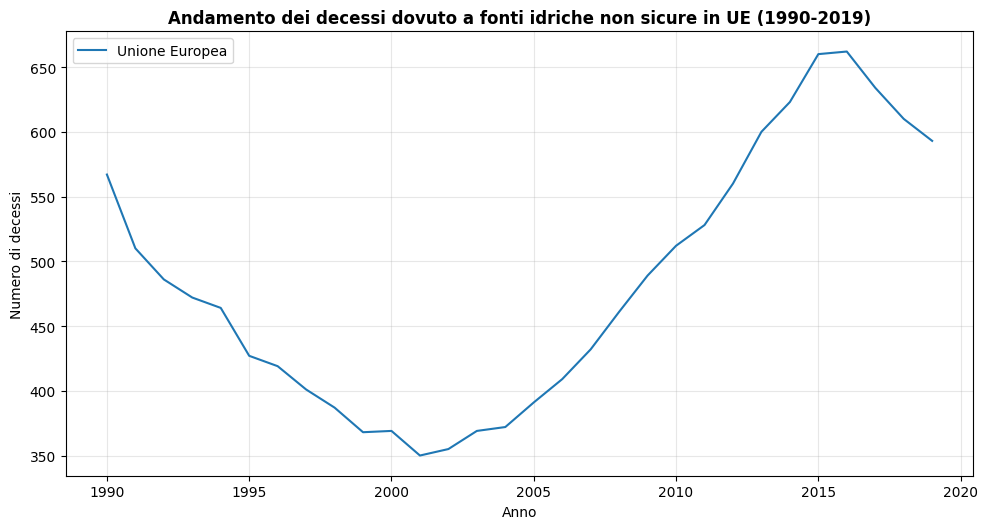 Andamento dei decessi dovuto a fonti idriche non sicure in UE (1990-2019)
Unione Europea
Numero di decessi
650
600
550
500
450
400
350
1990 1995 2000 2005 2010 2015 2020
Anno